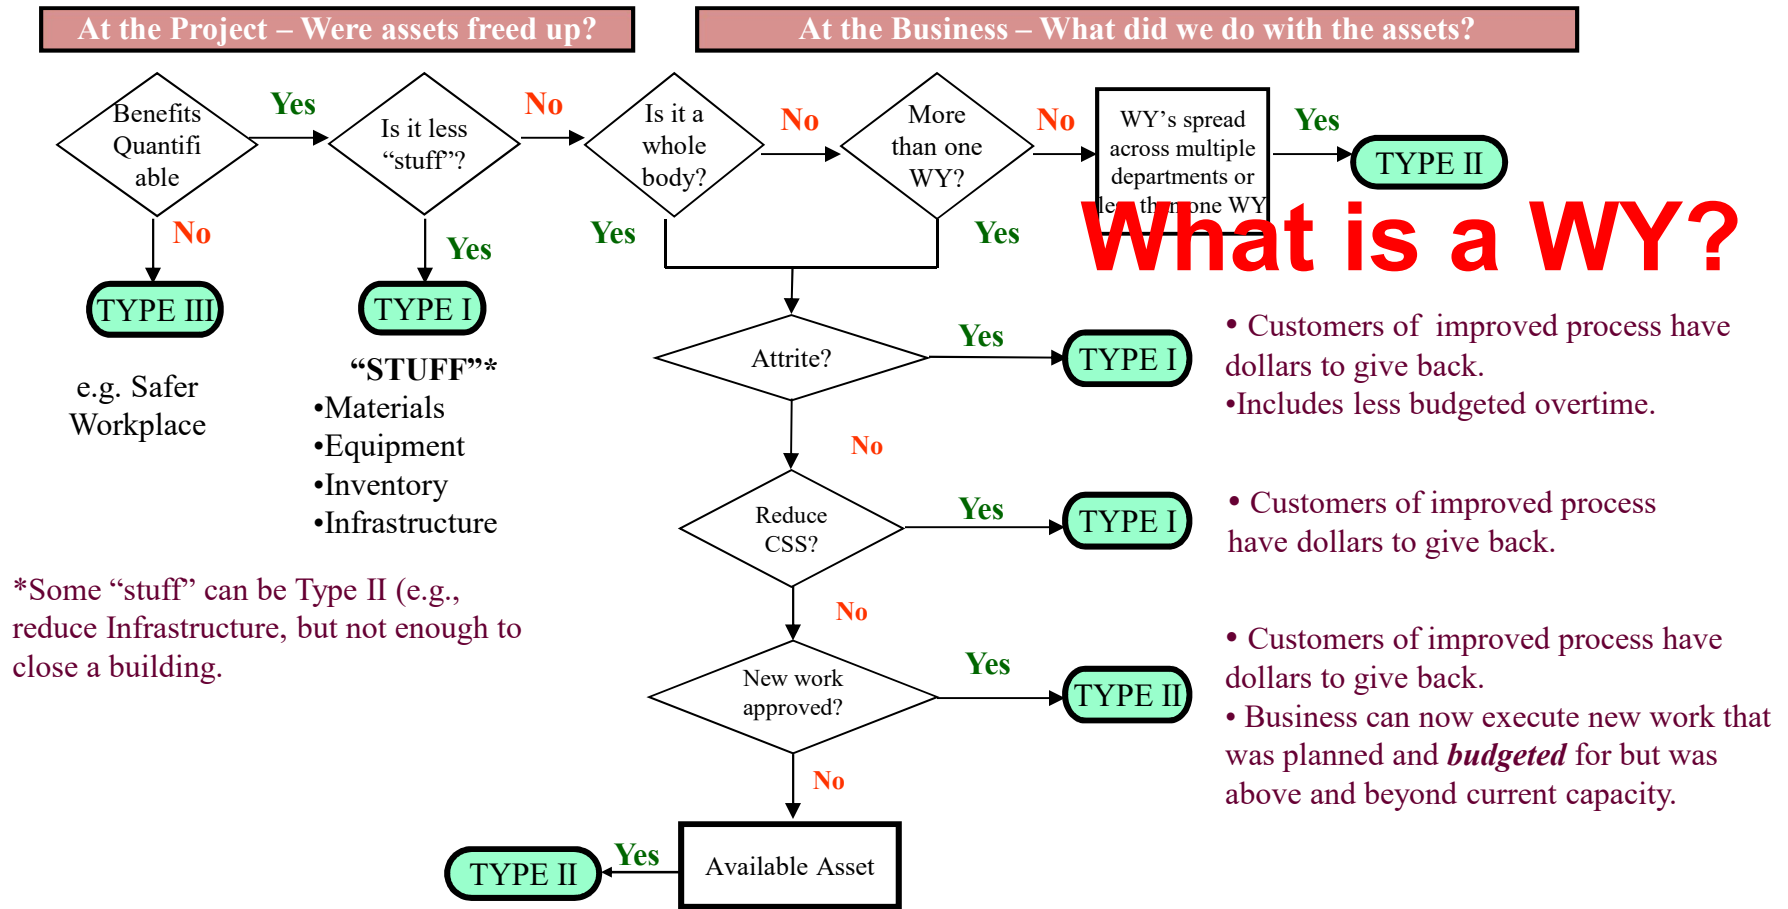 At the Project – Were assets freed up?
At the Business – What did we do with the assets?
Benefits
Quantifi
able
Yes
No
TYPE III
e.g. Safer
Workplace
Is it less
“stuff”?
No
Yes
TYPE I
“STUFF”*
•Materials
•Equipment
•Inventory
•Infrastructure
*Some “stuff” can be Type II (e.g.,
reduce Infrastructure, but not enough to
close a building.
Is it a
whole
body?
No
Yes
More
than one
WY?
No
Yes
WY’s spread
across multiple
departments or
less than one WY
Yes
TYPE II
What is a WY?
Attrite?
Yes
TYPE I
• Customers of improved process have
dollars to give back.
•Includes less budgeted overtime.
No
Reduce
CSS?
Yes
TYPE I
• Customers of improved process
have dollars to give back.
No
New work
approved?
Yes
TYPE II
• Customers of improved process have
dollars to give back.
• Business can now execute new work that
was planned and budgeted for but was
above and beyond current capacity.
No
Available Asset
Yes
TYPE II